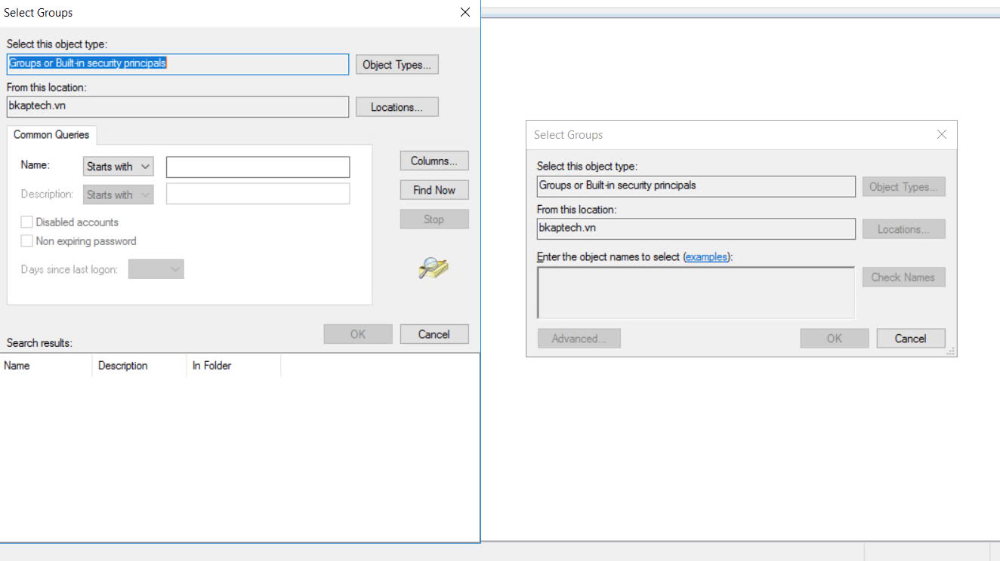 Select Groups
Select this object type:
Groups or Built-in security principals
Object Types...
From this location:
bkaptech.vn
Locations...
Common Queries
Name:
Starts with
Columns...
Description:
Starts with
Find Now
Disabled accounts
Stop
Non expiring password
Days since last logon:
OK
Cancel
Search results:
Name
Description
In Folder
Select Groups
Select this object type:
Groups or Built-in security principals
Object Types...
From this location:
bkaptech.vn
Locations...
Enter the object names to select (examples):
Check Names
Advanced...
OK
Cancel